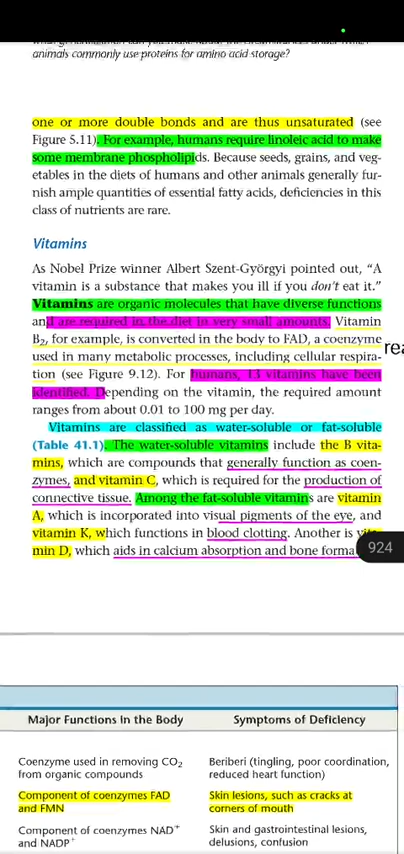 animals commonly use proteins for amino acid storage?
one or more double bonds and are thus unsaturated (see
Figure 5.11). For example, humans require linoleic acid to make
some membrane phospholipids. Because seeds, grains, and veg-
etables in the diets of humans and other animals generally fur-
nish ample quantities of essential fatty acids, deficiencies in this
class of nutrients are rare.
Vitamins
As Nobel Prize winner Albert Szent-Györgyi pointed out, “A
vitamin is a substance that makes you ill if you don’t eat it.”
Vitamins are organic molecules that have diverse functions
and are required in the diet in very small amounts. Vitamin
B2, for example, is converted in the body to FAD, a coenzyme
used in many metabolic processes, including cellular respira-
tion (see Figure 9.12). For humans, 13 vitamins have been
identified. Depending on the vitamin, the required amount
ranges from about 0.01 to 100 mg per day.
Vitamins are classified as water-soluble or fat-soluble
(Table 41.1). The water-soluble vitamins include the B vita-
mins, which are compounds that generally function as coen-
zymes, and vitamin C, which is required for the production of
connective tissue. Among the fat-soluble vitamins are vitamin
A, which is incorporated into visual pigments of the eye, and
vitamin K, which functions in blood clotting. Another is vita-
min D, which aids in calcium absorption and bone forma
rea
924
Major Functions in the Body Symptoms of Deficiency
Coenzyme used in removing CO2 Beriberi (tingling, poor coordination,
from organic compounds reduced heart function)
Component of coenzymes FAD Skin lesions, such as cracks at
and FMN corners of mouth
Component of coenzymes NAD+ Skin and gastrointestinal lesions,
and NADP+ delusions, confusion